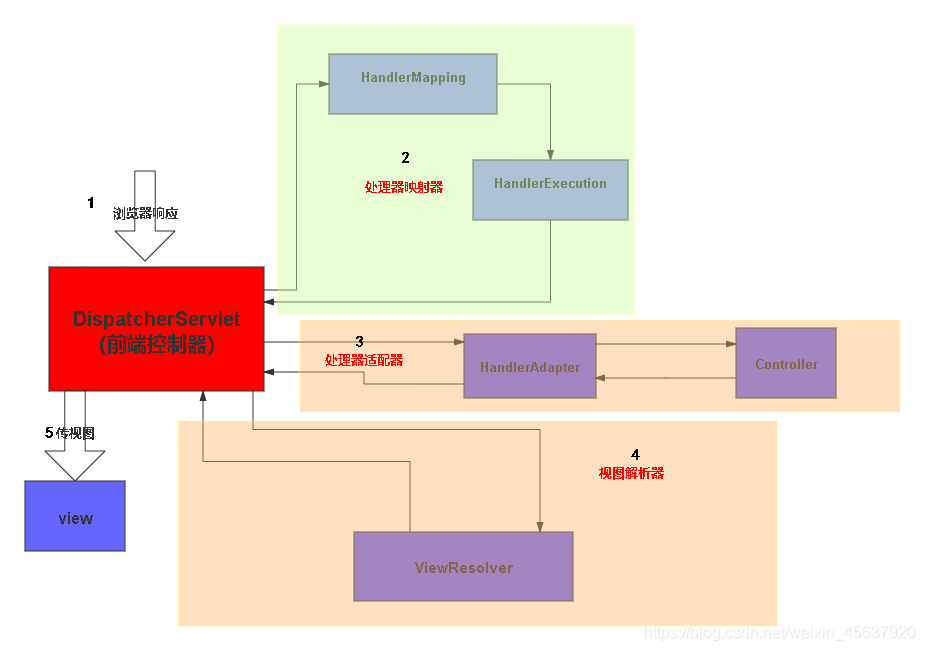 HandlerMapping
2
处理器映射器
HandlerExecution
1
浏览器响应
DispatcherServlet
(前端控制器)
3
处理器适配器
HandlerAdapter
Controller
5 传视图
4
视图解析器
view
ViewResolver
https://blog.csdn.net/weixin_45637920